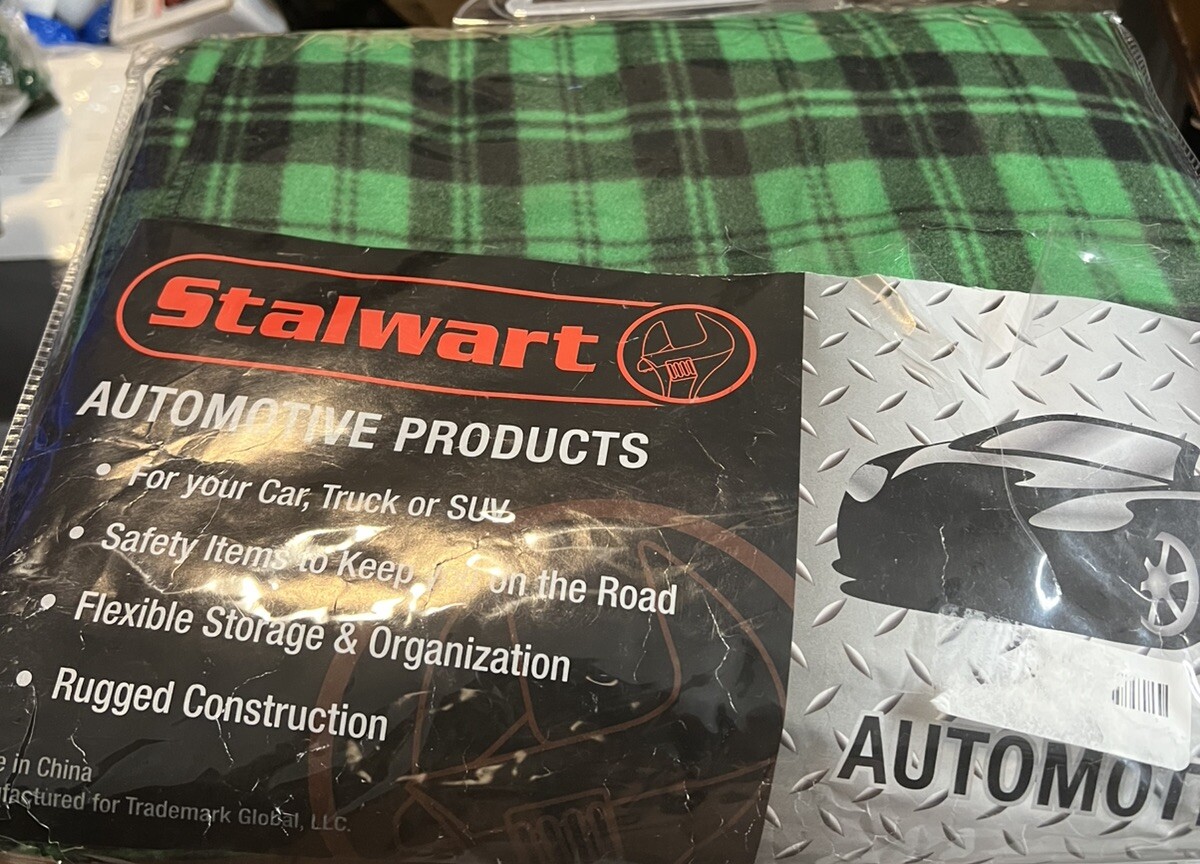 Stalwart
AUTOMOTIVE PRODUCTS
• For your Car, Truck or SUV
• Safety Items to Keep on the Road
• Flexible Storage & Organization
• Rugged Construction
e in China
factured for Trademark Global, LLC.
AUTOMOT